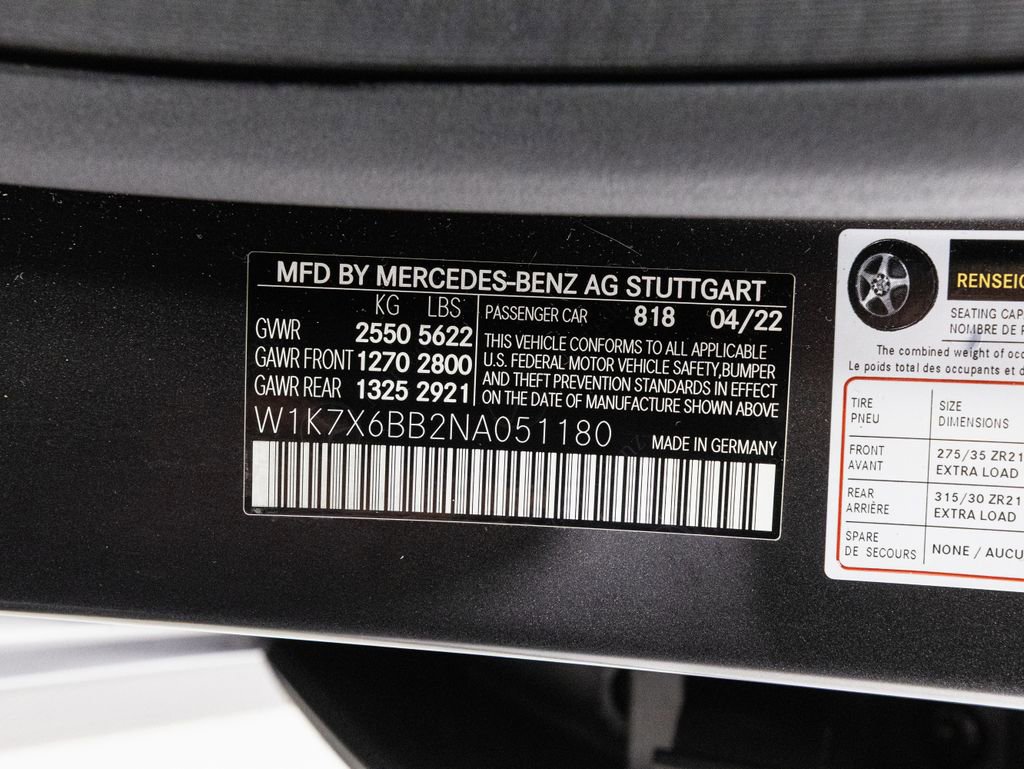 MFD BY MERCEDES-BENZ AG STUTTGART
KG LBS
GVWR 2550 5622
GAWR FRONT 1270 2800
GAWR REAR 1325 2921
PASSENGER CAR 818 04/22
THIS VEHICLE CONFORMS TO ALL APPLICABLE
U.S. FEDERAL MOTOR VEHICLE SAFETY,BUMPER
AND THEFT PREVENTION STANDARDS IN EFFECT
ON THE DATE OF MANUFACTURE SHOWN ABOVE
W1K7X6BB2NA051180
MADE IN GERMANY
SEATING
NOMBRE DE
The combined weight of
Le poids total des occupants et
TIRE
PNEU
SIZE
DIMENSIONS
FRONT
AVANT
275/35 ZR21
EXTRA LOAD
REAR
ARRIÈRE
315/30 ZR21
EXTRA LOAD
SPARE
DE SECOURS
NONE /